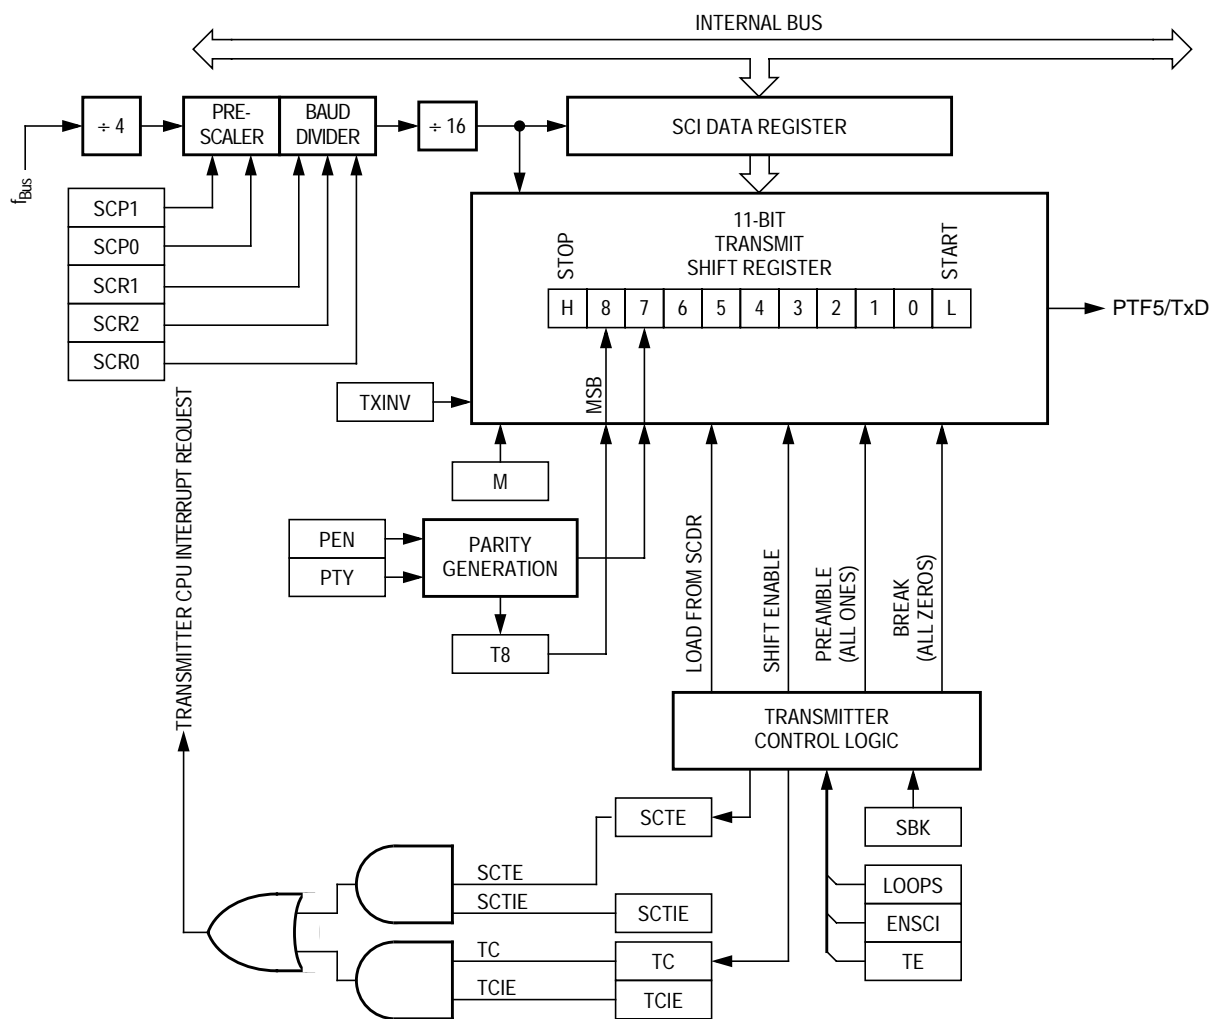 INTERNAL BUS
÷ 4
PRE-
SCALER
BAUD
DIVIDER
÷ 16
SCI DATA REGISTER
fBus
SCP1
SCP0
SCR1
SCR2
SCR0
11-BIT
TRANSMIT
SHIFT REGISTER
STOP
START
H 8 7 6 5 4 3 2 1 0 L
PTF5/TxD
TXINV
MSB
M
TRANSMITTER CPU INTERRUPT REQUEST
PEN
PTY
PARITY
GENERATION
T8
LOAD FROM SCDR
SHIFT ENABLE
PREAMBLE
(ALL ONES)
BREAK
(ALL ZEROS)
TRANSMITTER
CONTROL LOGIC
SCTE
SBK
SCTE
SCTIE
SCTIE
LOOPS
ENSCI
TE
TC
TC
TCIE
TCIE